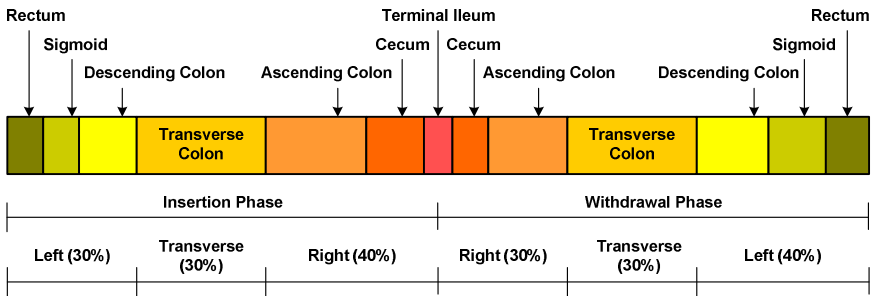 Rectum Terminal Ileum Rectum
Sigmoid Cecum Cecum Sigmoid
Descending Colon Ascending Colon Ascending Colon Descending Colon
Transverse Colon Transverse Colon
Insertion Phase Withdrawal Phase
Left (30%) Transverse (30%) Right (40%) Right (30%) Transverse (30%) Left (40%)